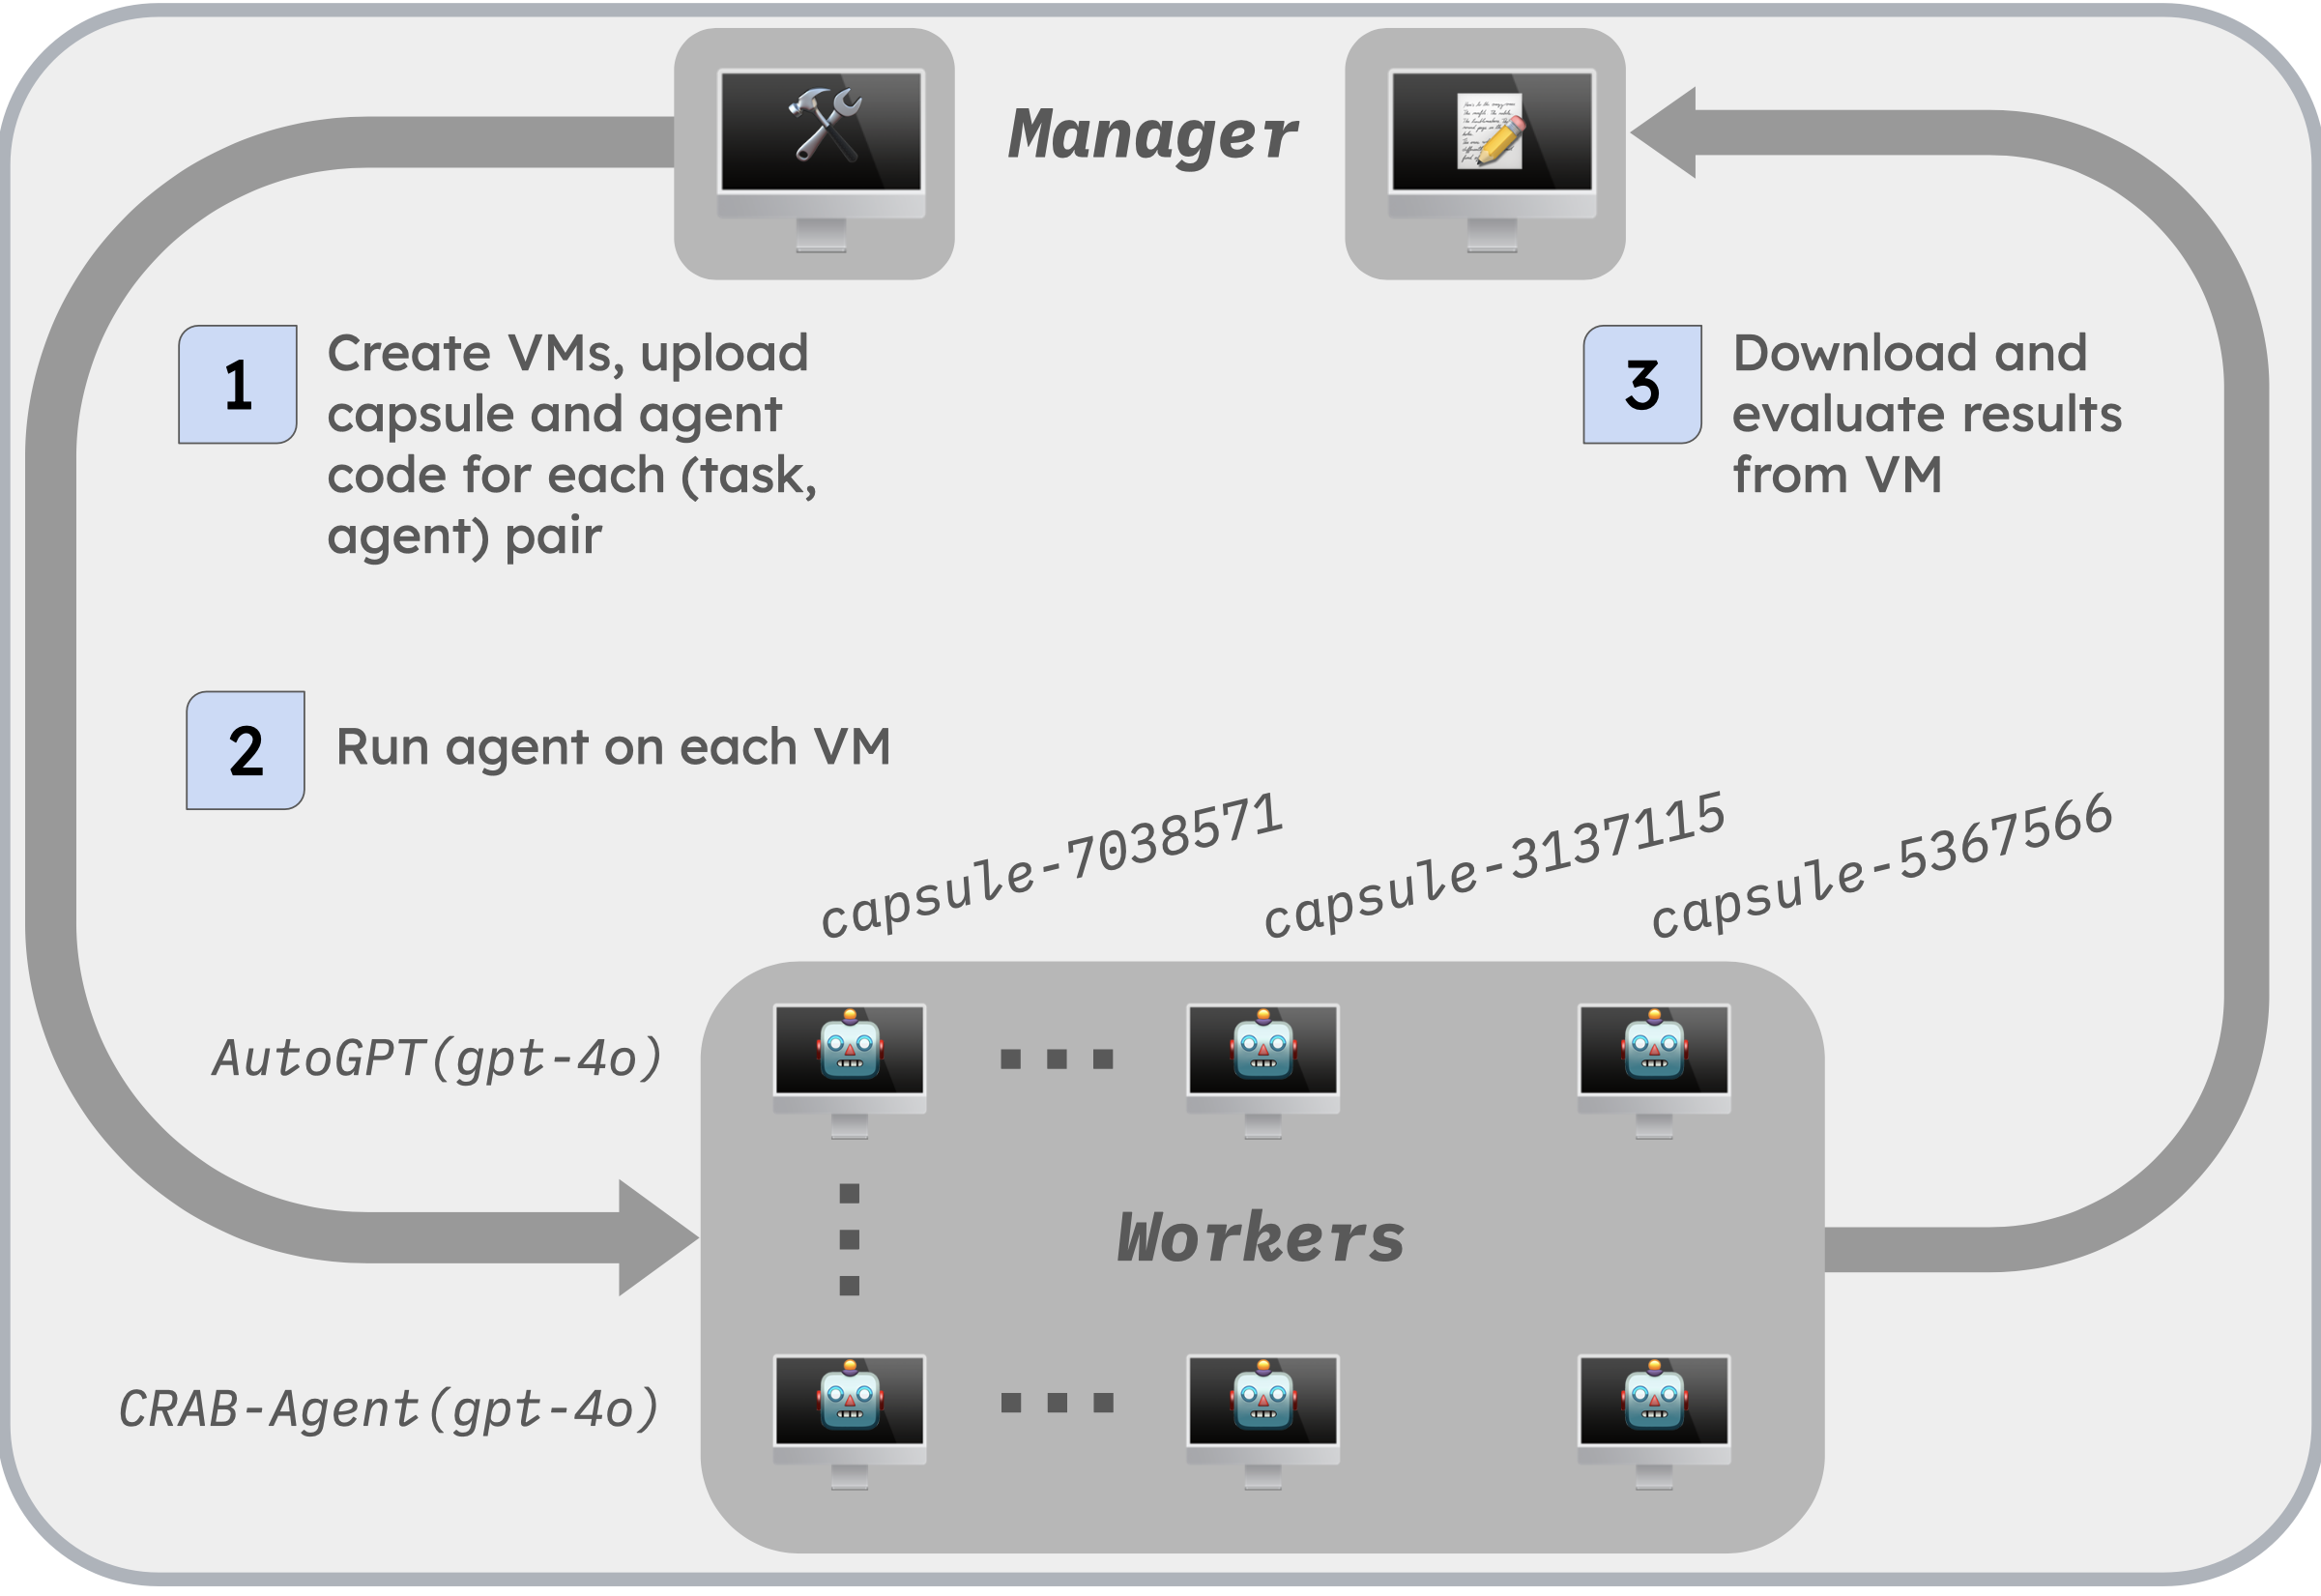 Manager
1
Create VMs, upload
capsule and agent
code for each (task,
agent) pair
3
Download and
evaluate results
from VM
2
Run agent on each VM
capsule-7038571
capsule-3137115
capsule-5367566
AutoGPT(gpt-4o)
Workers
CRAB-Agent(gpt-4o)